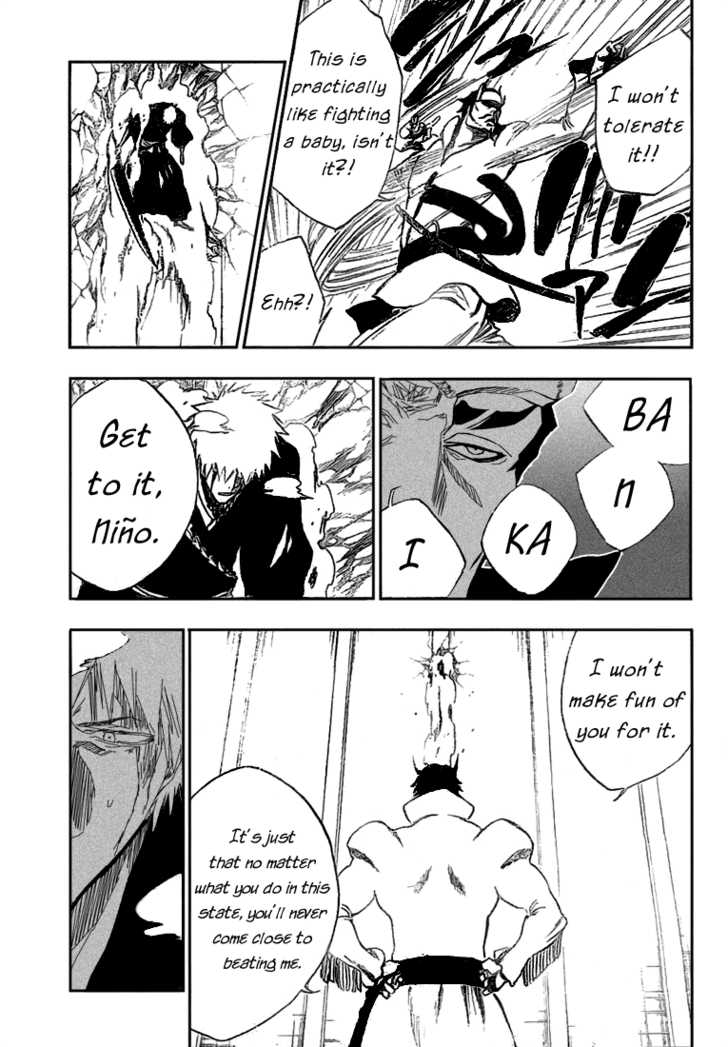 I won't
tolerate
it!!
This is
practically
like fighting
a baby, isn't
it?!
Ehh?!
BA
N
KA
I
Get
to it,
Niño.
I won't
make fun of
you for it.
It's just
that no matter
what you do in this
state, you'll never
come close to
beating me.